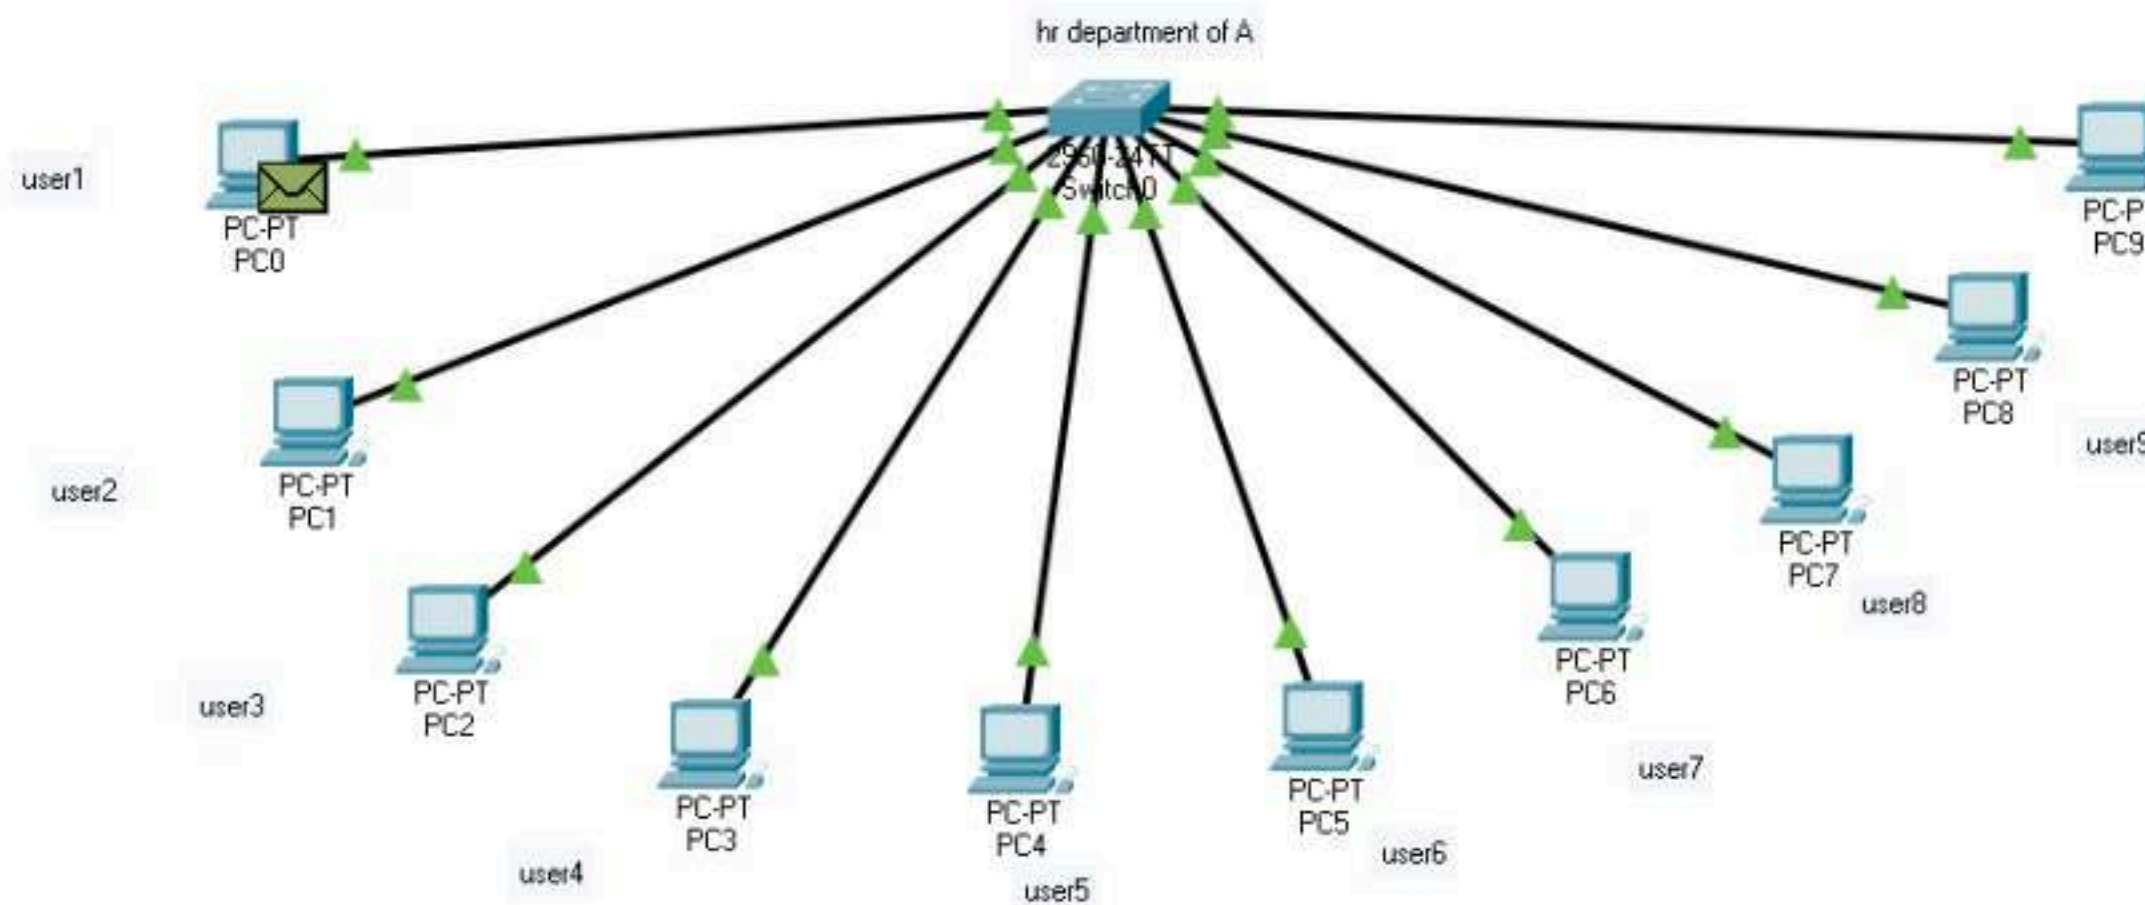 hr department of A
2960-24TT
Switch0
user1
PC-PT
PC0
PC-P
PC9
PC-PT
PC8
user9
PC-PT
PC1
user2
PC-PT
PC7
user8
PC-PT
PC2
user3
PC-PT
PC6
user7
PC-PT
PC3
user4
PC-PT
PC4
user5
PC-PT
PC5
user6